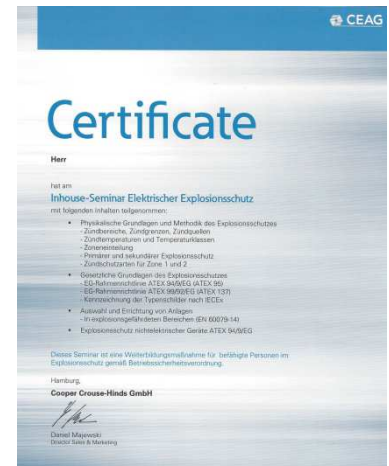 CEAG
Certificate
Herr
hat am
Inhouse-Seminar Elektrischer Explosionsschutz
mit folgenden Inhalten teilgenommen:
• Physikalische Grundlagen und Methodik des Explosionsschutzes
- Zündbereiche, Zündgrenzen, Zündquellen
- Zündtemperaturen und Temperaturklassen
- Zoneneinteilung
- Primärer und sekundärer Explosionsschutz
- Zündschutzarten für Zone 1 und 2
• Gesetzliche Grundlagen des Explosionsschutzes
- EG-Rahmenrichtlinie ATEX 94/9/EG (ATEX 95)
- EG-Rahmenrichtlinie ATEX 99/92/EG (ATEX 137)
- Kennzeichnung der Typenschilder nach IECEx
• Auswahl und Errichtung von Anlagen
- In explosionsgefährdeten Bereichen (EN 60079-14)
• Explosionsschutz nichtelektrischer Geräte ATEX 94/9/EG
Dieses Seminar ist eine Weiterbildungsmaßnahme für befähigte Personen im
Explosionsschutz gemäß Betriebssicherheitsverordnung.
Hamburg,
Cooper Crouse-Hinds GmbH
Daniel Majewski
Director Sales & Marketing